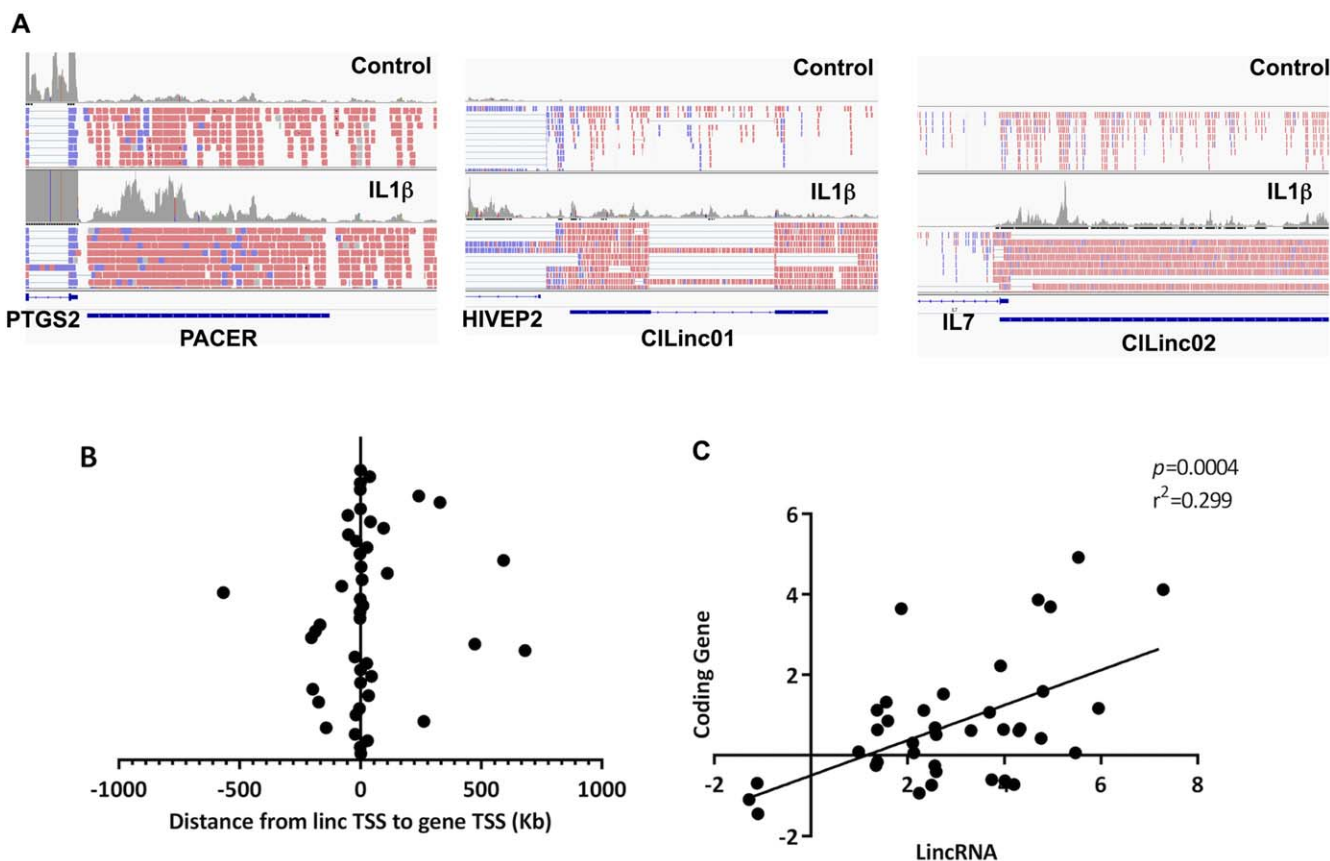 A
Control
Control
Control
IL1β
IL1β
IL1β
PTGS2
PACER
HIVEP2
CILinc01
IL7
CILinc02
B
-1000
-500
0
500
1000
Distance from linc TSS to gene TSS (Kb)
C
p=0.0004
r²=0.299
6
4
2
-2
2
4
6
8
-2
Coding Gene
LincRNA